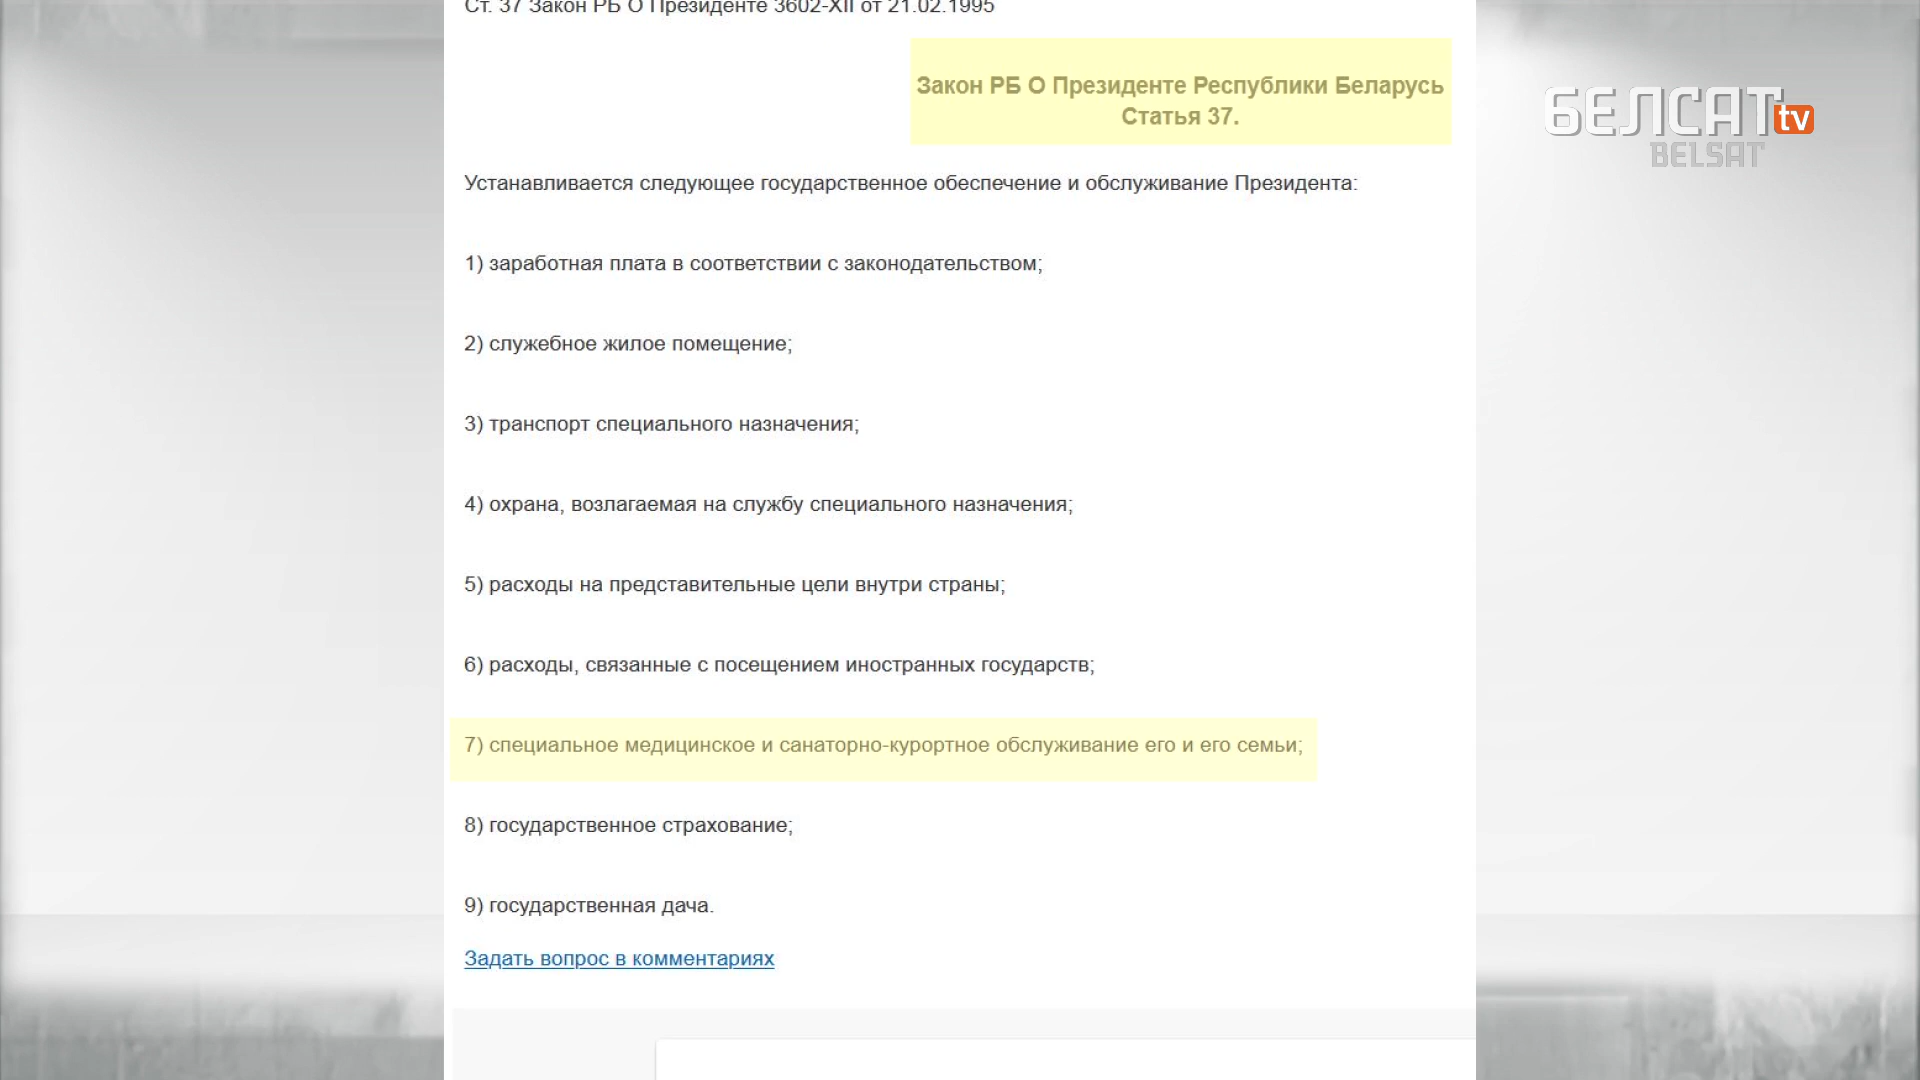 Ст. 37 Закон РБ О Президенте 3602-XII от 21.02.1995
Закон РБ О Президенте Республики Беларусь
Статья 37.
БЕЛСАТ tv
BELSAT
Устанавливается следующее государственное обеспечение и обслуживание Президента:
1) заработная плата в соответствии с законодательством;
2) служебное жилое помещение;
3) транспорт специального назначения;
4) охрана, возлагаемая на службу специального назначения;
5) расходы на представительные цели внутри страны;
6) расходы, связанные с посещением иностранных государств;
7) специальное медицинское и санаторно-курортное обслуживание его и его семьи;
8) государственное страхование;
9) государственная дача.
Задать вопрос в комментариях